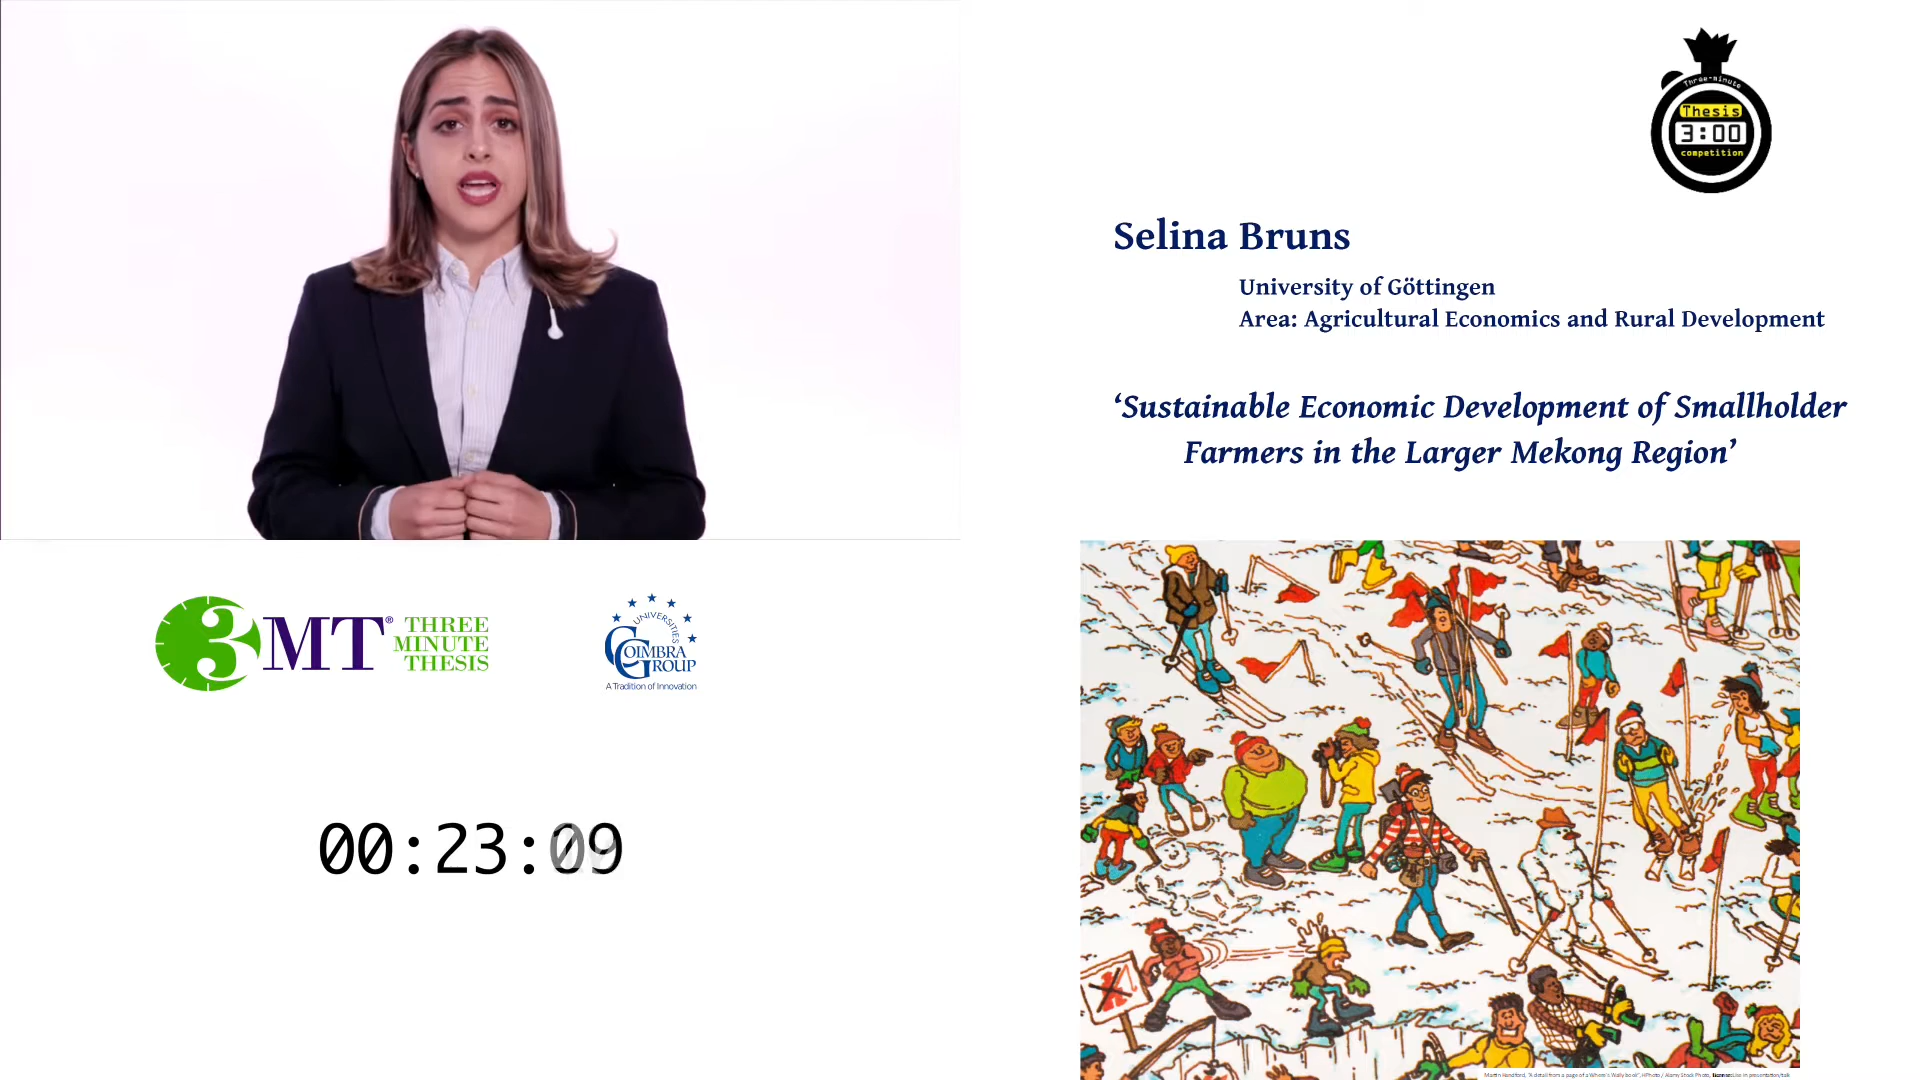 Three-minute
Thesis
3:00
competition
Selina Bruns
University of Göttingen
Area: Agricultural Economics and Rural Development
‘Sustainable Economic Development of Smallholder
Farmers in the Larger Mekong Region’
3MT® THREE
MINUTE
THESIS
UNIVERSITIES
COIMBRA
GROUP
A Tradition of Innovation
00:23:09